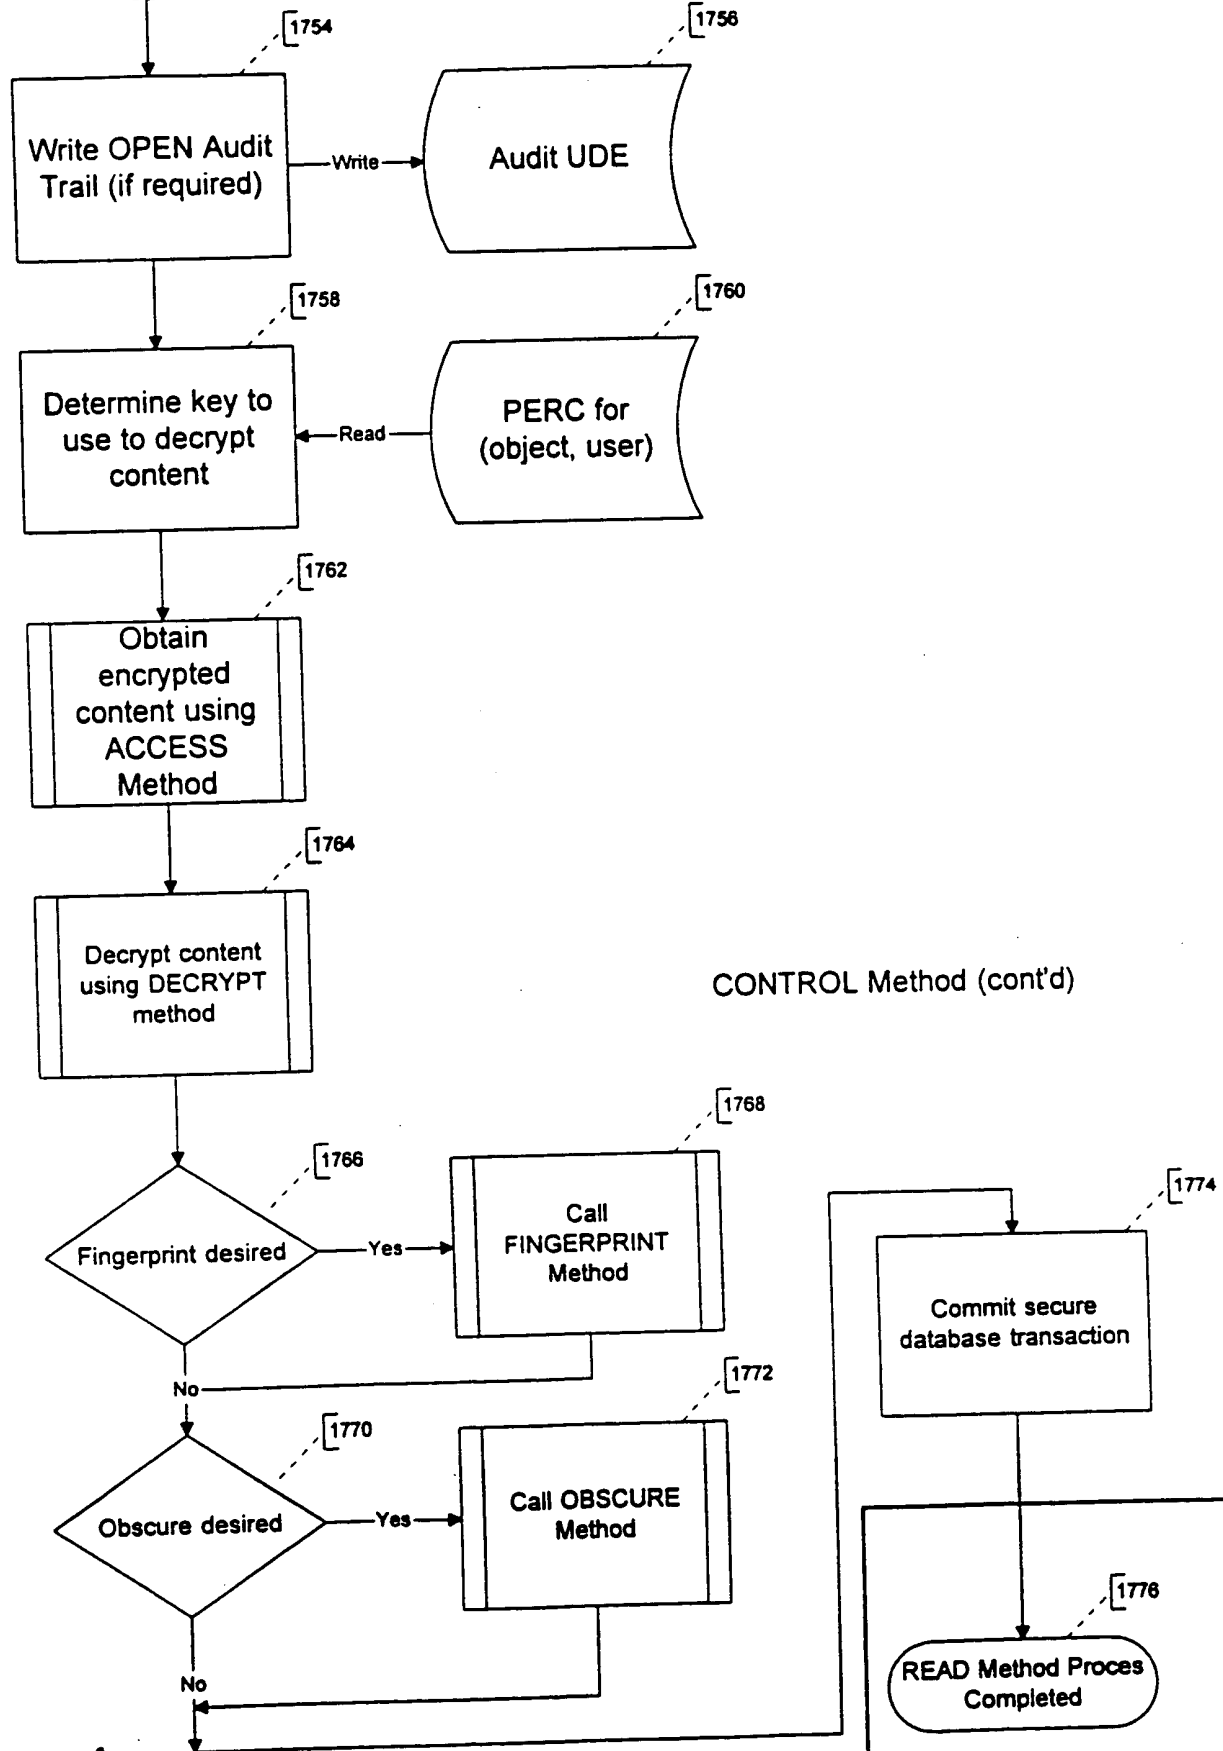 1754
1756
Write OPEN Audit
Trail (if required)
Write
Audit UDE
1758
1760
Determine key to
use to decrypt
content
Read
PERC for
(object, user)
1762
Obtain
encrypted
content using
ACCESS
Method
1764
Decrypt content
using DECRYPT
method
CONTROL Method (cont'd)
1766
1768
Fingerprint desired
Yes
Call
FINGERPRINT
Method
No
1770
1772
Obscure desired
Yes
Call OBSCURE
Method
No
1774
Commit secure
database transaction
1776
READ Method Proces
Completed